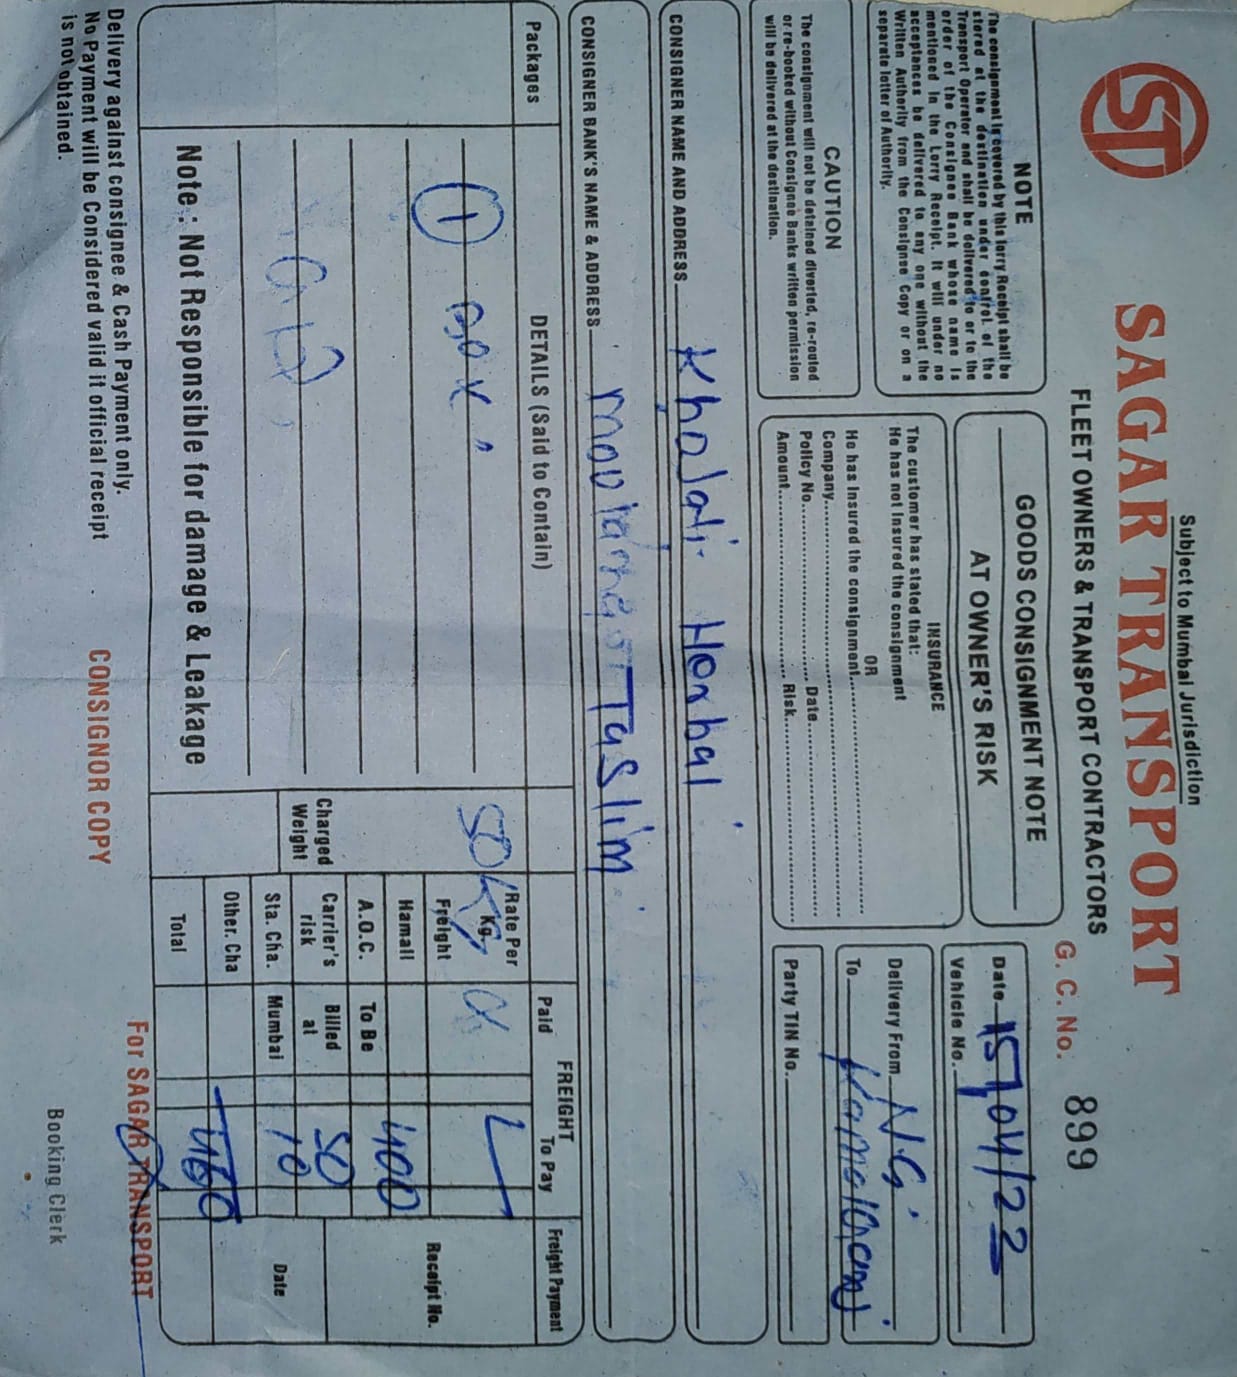 Subject to Mumbai Jurisdiction
ST
SAGAR TRANSPORT
FLEET OWNERS & TRANSPORT CONTRACTORS
G. C. No. 899
NOTE
The consignment is covered by this lorry Receipt shall be
stored at the destination under control of the
Transport Operator and shall be delivered to or to the
order of the Consignee Bank whose name is
mentioned in the Lorry Receipt. It will under no
acceptances be delivered to any one without the
Written Authority from the Consignee Copy or on a
separate latter of Authority.
CAUTION
The consignment will not be detained diverted, re-routed
or re-booked without Consignee Banks written permission
will be delivered at the destination.
GOODS CONSIGNMENT NOTE
AT OWNER'S RISK
INSURANCE
The customer has stated that:
He has not insured the consignment
OR
He has insured the consignment
Company
Policy No. Date
Amount Risk
Date 15/04/22
Vehicle No.
Delivery From N.G.
To
Party TIN No.
CONSIGNER NAME AND ADDRESS
CONSIGNER BANK'S NAME & ADDRESS Taslim
Packages
DETAILS (Said to Contain)
1 Box
Note : Not Responsible for damage & Leakage
50 Kg
Charged Weight
Rate Per Kg.
Freight
Hamall
A.O.C.
Carrier's risk
Sta. Cha.
Other. Cha
Total
FREIGHT
Paid
To Pay
To Be
Billed
at
Mumbai
400
50
10
460
Freight Payment
Receipt No.
Date
Delivery against consignee & Cash Payment only.
No Payment will be Considered valid if official receipt
is not obtained.
CONSIGNOR COPY
For SAGAR TRANSPORT
Booking Clerk